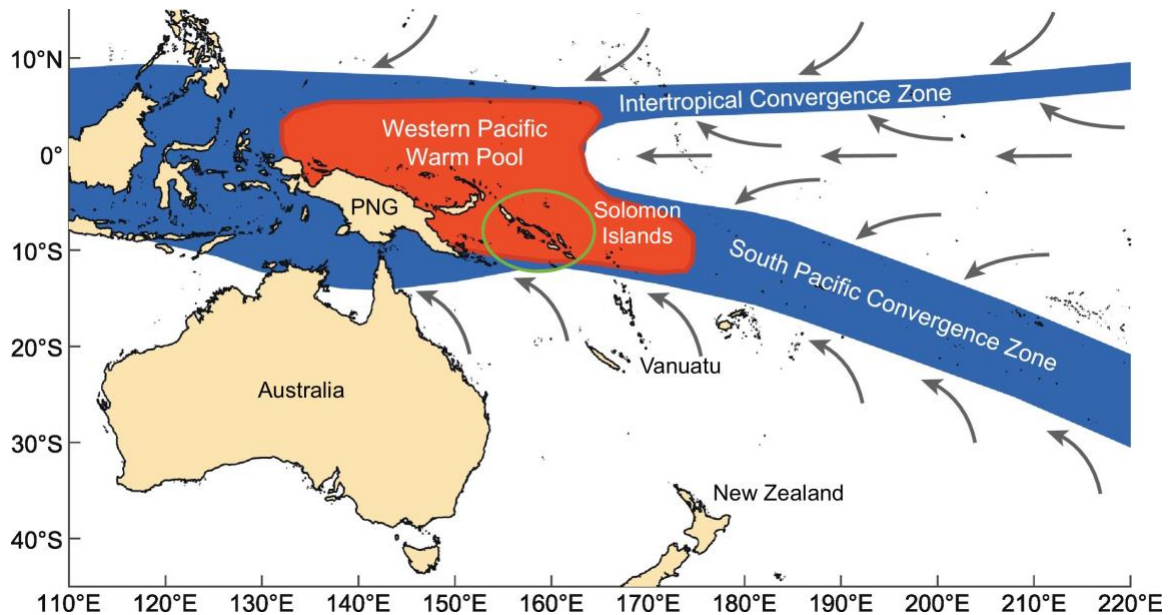 10°N
Intertropical Convergence Zone
Western Pacific
Warm Pool
0°
PNG
Solomon
Islands
10°S
South Pacific Convergence Zone
20°S
Vanuatu
Australia
30°S
New Zealand
40°S
110°E 120°E 130°E 140°E 150°E 160°E 170°E 180°E 190°E 200°E 210°E 220°E